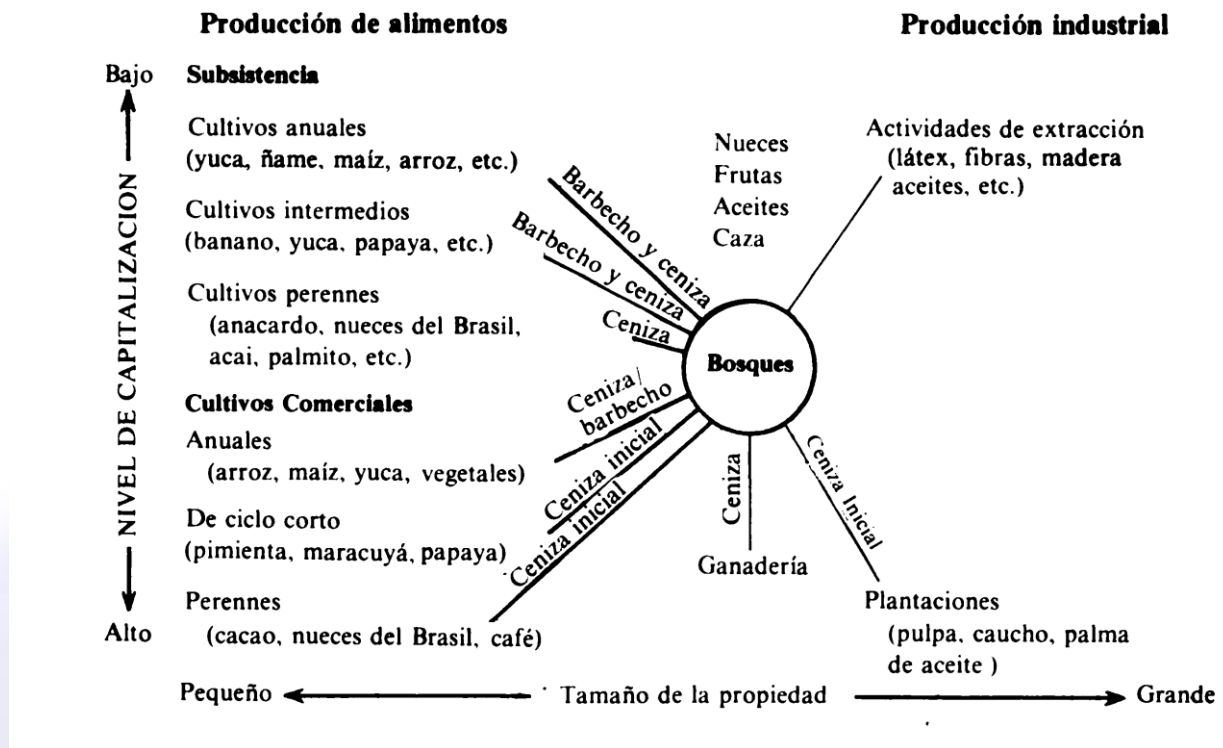 Producción de alimentos
Producción industrial
Bajo
Subsistencia
Cultivos anuales
(yuca, ñame, maíz, arroz, etc.)
Cultivos intermedios
(banano, yuca, papaya, etc.)
Cultivos perennes
(anacardo, nueces del Brasil,
acai, palmito, etc.)
Cultivos Comerciales
Anuales
(arroz, maíz, yuca, vegetales)
De ciclo corto
(pimienta, maracuyá, papaya)
Perennes
(cacao, nueces del Brasil, café)
Alto
NIVEL DE CAPITALIZACION
Barbecho y ceniza
Barbecho y ceniza
Ceniza
Ceniza/
barbecho
Ceniza inicial
Ceniza inicial
Nueces
Frutas
Aceites
Caza
Bosques
Actividades de extracción
(látex, fibras, madera
aceites, etc.)
Ceniza
Ganadería
Ceniza Inicial
Plantaciones
(pulpa, caucho, palma
de aceite )
Pequeño
Tamaño de la propiedad
Grande